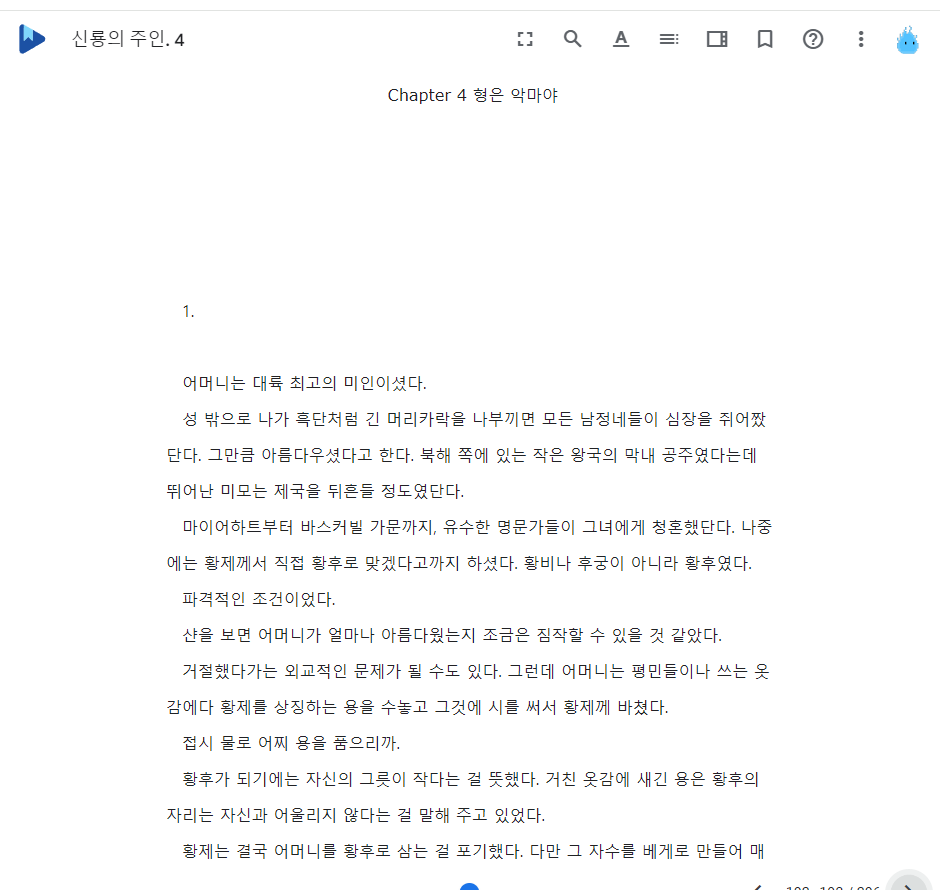 신룡의 주인. 4
Chapter 4 형은 악마야
1.
어머니는 대륙 최고의 미인이셨다.
성 밖으로 나가 흑단처럼 긴 머리카락을 나부끼면 모든 남정네들이 심장을 쥐어짰
단다. 그만큼 아름다우셨다고 한다. 북해 쪽에 있는 작은 왕국의 막내 공주였다는데
뛰어난 미모는 제국을 뒤흔들 정도였단다.
마이어하트부터 바스커빌 가문까지, 유수한 명문가들이 그녀에게 청혼했단다. 나중
에는 황제께서 직접 황후로 맞겠다고까지 하셨다. 황비나 후궁이 아니라 황후였다.
파격적인 조건이었다.
샨을 보면 어머니가 얼마나 아름다웠는지 조금은 짐작할 수 있을 것 같았다.
거절했다가는 외교적인 문제가 될 수도 있다. 그런데 어머니는 평민들이나 쓰는 옷
감에다 황제를 상징하는 용을 수놓고 그것에 시를 써서 황제께 바쳤다.
접시 물로 어찌 용을 품으리까.
황후가 되기에는 자신의 그릇이 작다는 걸 뜻했다. 거친 옷감에 새긴 용은 황후의
자리는 자신과 어울리지 않다는 걸 말해 주고 있었다.
황제는 결국 어머니를 황후로 삼는 걸 포기했다. 다만 그 자수를 베게로 만들어 매